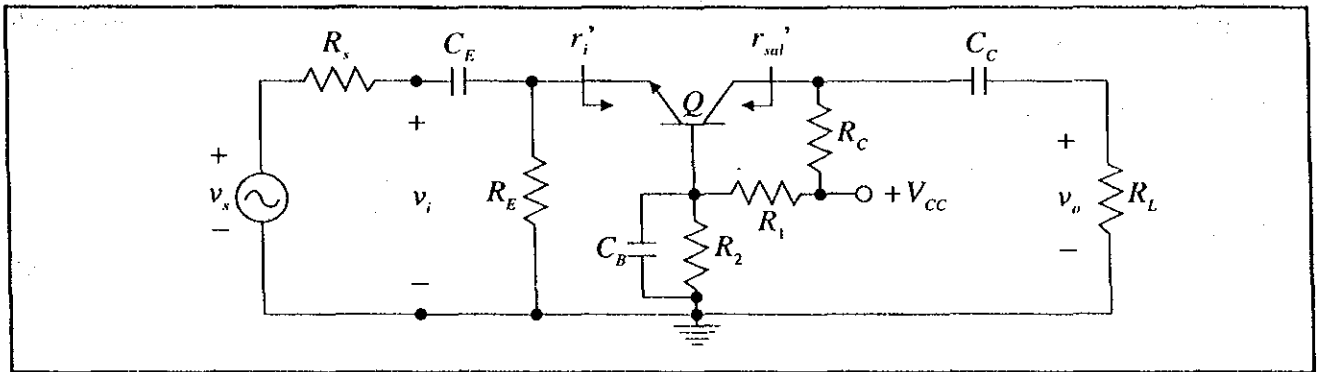 R_s
C_E
r_i'
r_sal'
C_C
Q
R_C
+
v_s
−
+
v_i
−
R_E
R_1
+V_CC
+
v_o
−
R_L
C_B
R_2